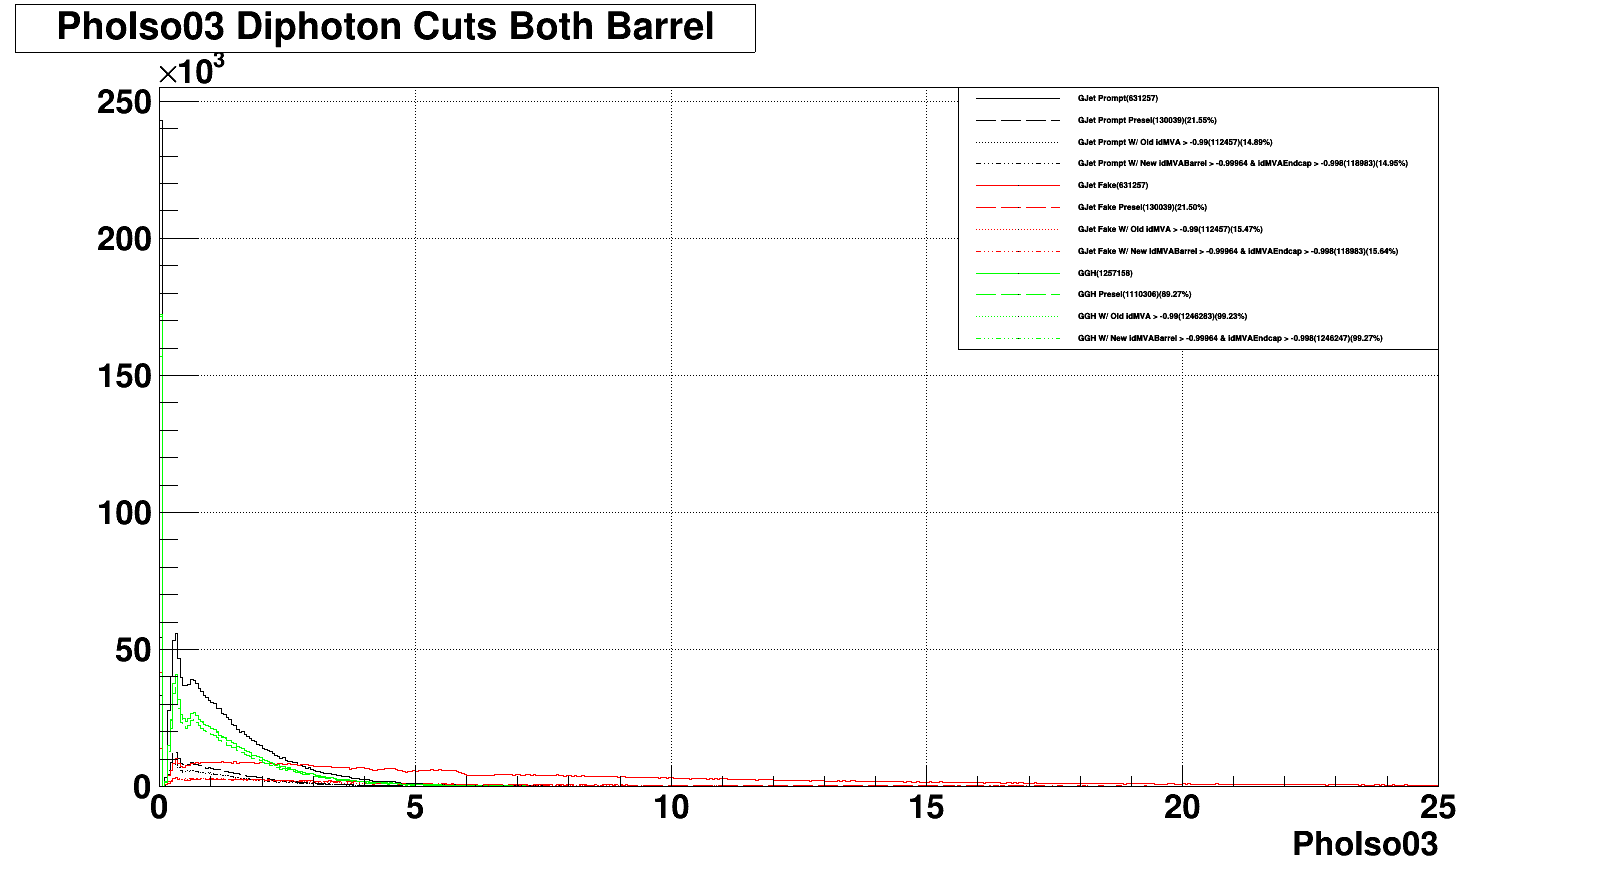 PhoIso03 Diphoton Cuts Both Barrel
×10³
250
200
150
100
50
0
0 5 10 15 20 25
PhoIso03
GJet Prompt(631257)
GJet Prompt Presel(130039)(21.55%)
GJet Prompt W/ Old idMVA > -0.99(112457)(14.89%)
GJet Prompt W/ New idMVABarrel > -0.99964 & idMVAEndcap > -0.998(118983)(14.95%)
GJet Fake(631257)
GJet Fake Presel(130039)(21.50%)
GJet Fake W/ Old idMVA > -0.99(112457)(15.47%)
GJet Fake W/ New idMVABarrel > -0.99964 & idMVAEndcap > -0.998(118983)(15.64%)
GGH(1257158)
GGH Presel(1110306)(89.27%)
GGH W/ Old idMVA > -0.99(1246283)(99.23%)
GGH W/ New idMVABarrel > -0.99964 & idMVAEndcap > -0.998(1246247)(99.27%)